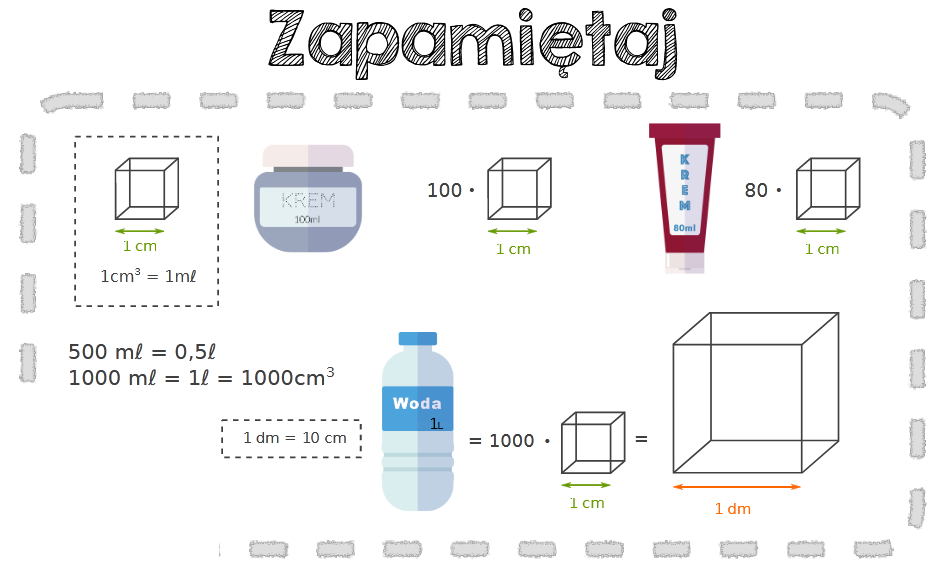 Zapamiętaj
1 cm
1cm³ = 1mℓ
KREM
100ml
100 ·
1 cm
KREM
80ml
80 ·
1 cm
500 mℓ = 0,5ℓ
1000 mℓ = 1ℓ = 1000cm³
1 dm = 10 cm
Woda
1L
= 1000 ·
1 cm
=
1 dm